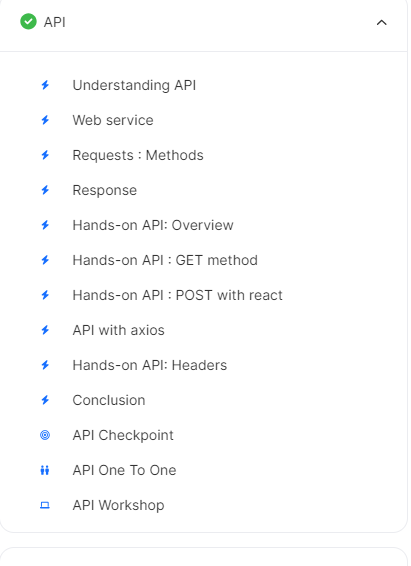 API
Understanding API
Web service
Requests : Methods
Response
Hands-on API: Overview
Hands-on API : GET method
Hands-on API : POST with react
API with axios
Hands-on API: Headers
Conclusion
API Checkpoint
API One To One
API Workshop